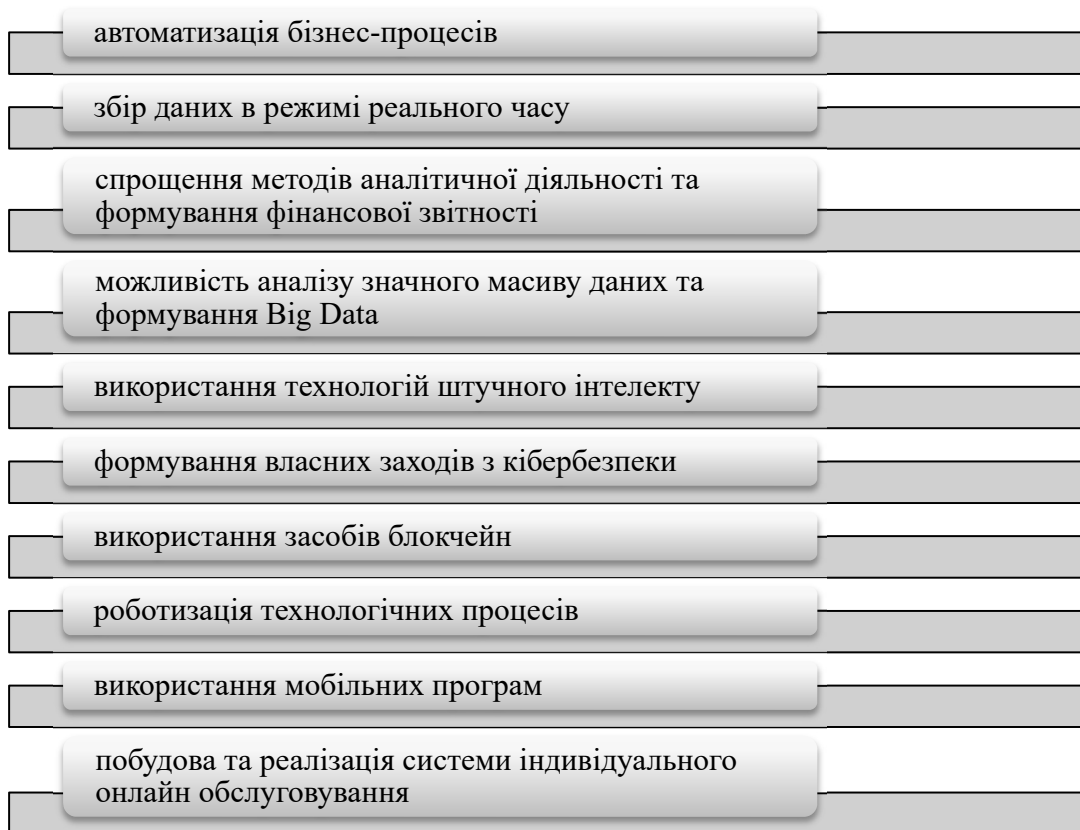 автоматизація бізнес-процесів
збір даних в режимі реального часу
спрощення методів аналітичної діяльності та
формування фінансової звітності
можливість аналізу значного масиву даних та
формування Big Data
використання технологій штучного інтелекту
формування власних заходів з кібербезпеки
використання засобів блокчейн
роботизація технологічних процесів
використання мобільних програм
побудова та реалізація системи індивідуального
онлайн обслуговування